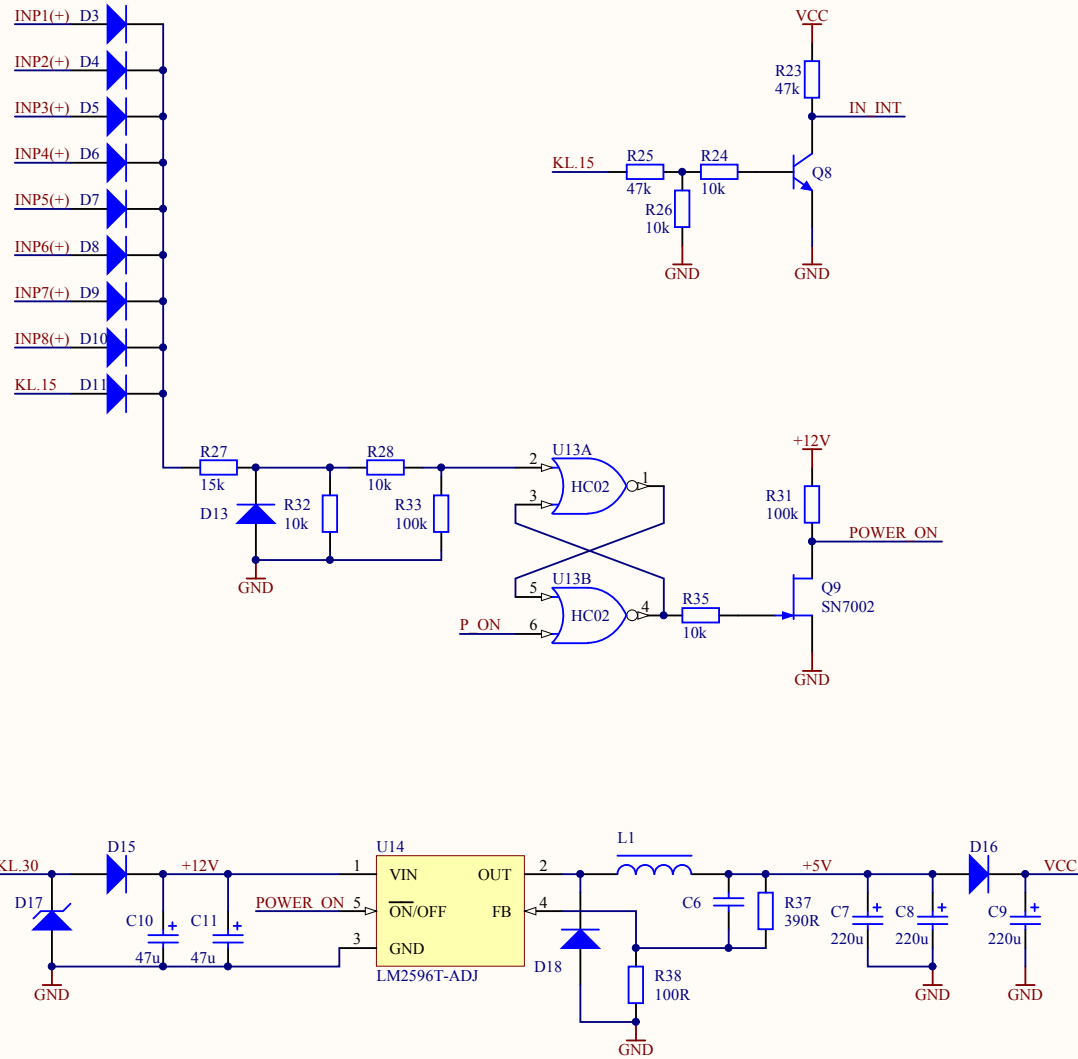 INP1(+) D3
INP2(+) D4
INP3(+) D5
INP4(+) D6
INP5(+) D7
INP6(+) D8
INP7(+) D9
INP8(+) D10
KL.15 D11
VCC
R23
47k
IN_INT
KL.15
R25
47k
R24
10k
R26
10k
Q8
GND
GND
R27
15k
R28
10k
D13
R32
10k
R33
100k
GND
U13A
2
3
HC02
1
U13B
5
6
HC02
4
P_ON
R35
10k
+12V
R31
100k
POWER_ON
Q9
SN7002
GND
KL.30
D15
+12V
D17
C10
47u
C11
47u
GND
POWER_ON
U14
1
5
3
VIN
ON/OFF
GND
OUT
FB
LM2596T-ADJ
2
4
L1
D18
C6
R37
390R
R38
100R
GND
+5V
C7
220u
C8
220u
GND
D16
VCC
C9
220u
GND